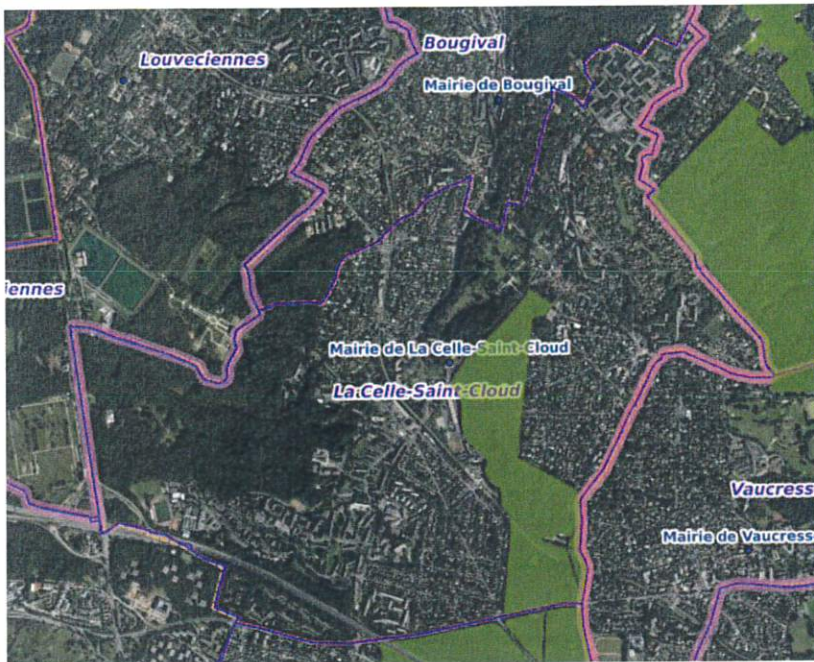 Bougival
Louveciennes
Mairie de Bougival
iennes
Mairie de La Celle-Saint-Cloud
La Celle-Saint-Cloud
Vaucress
Mairie de Vaucresso